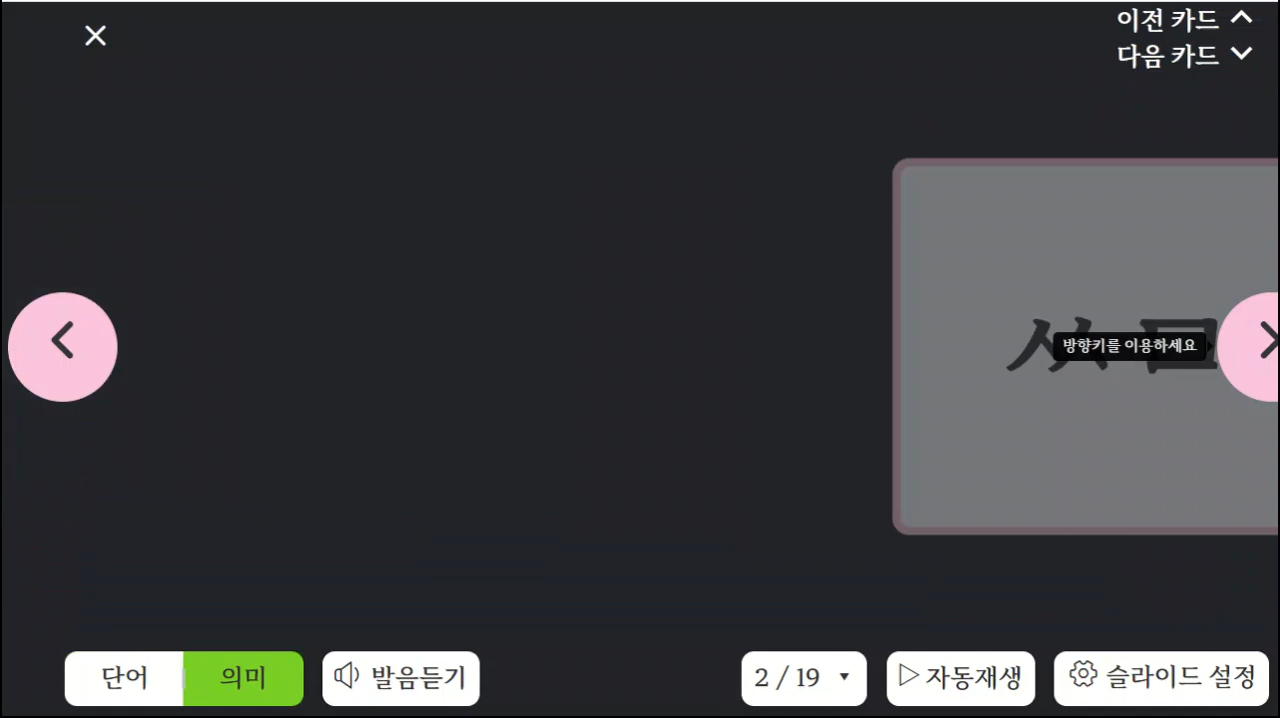 이전 카드
다음 카드
방향키를 이용하세요
단어
의미
발음듣기
2 / 19
자동재생
슬라이드 설정